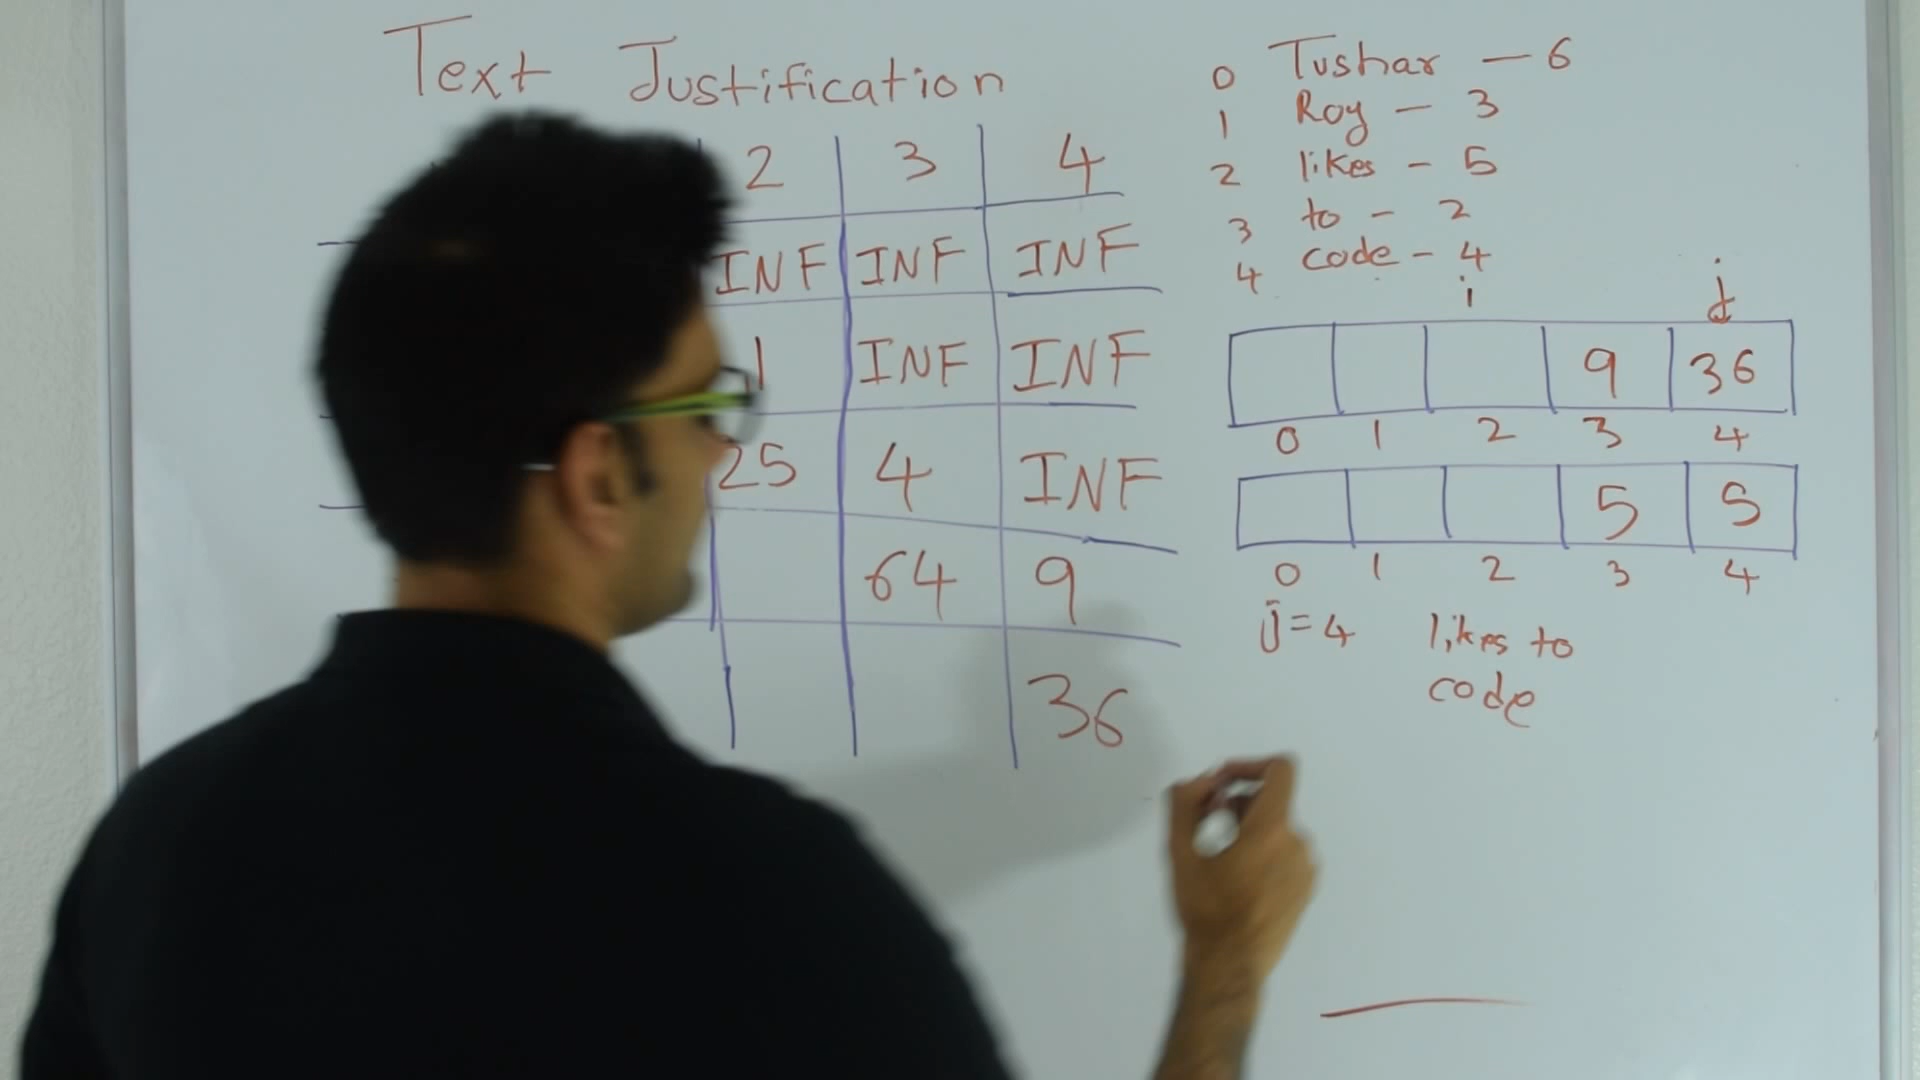 Text Justification
2 3 4
INF INF INF
1 INF INF
25 4 INF
64 9
36
0 Tushar - 6
1 Roy - 3
2 likes - 5
3 to - 2
4 code - 4
i j
9 36
0 1 2 3 4
5 5
0 1 2 3 4
j=4 likes to
code